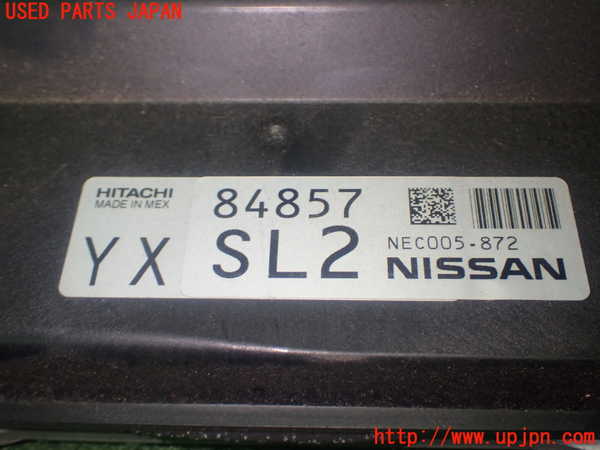 USED PARTS JAPAN
HITACHI
MADE IN MEX
84857
YX
SL2
NEC005-872
NISSAN
http://www.upjpn.com/